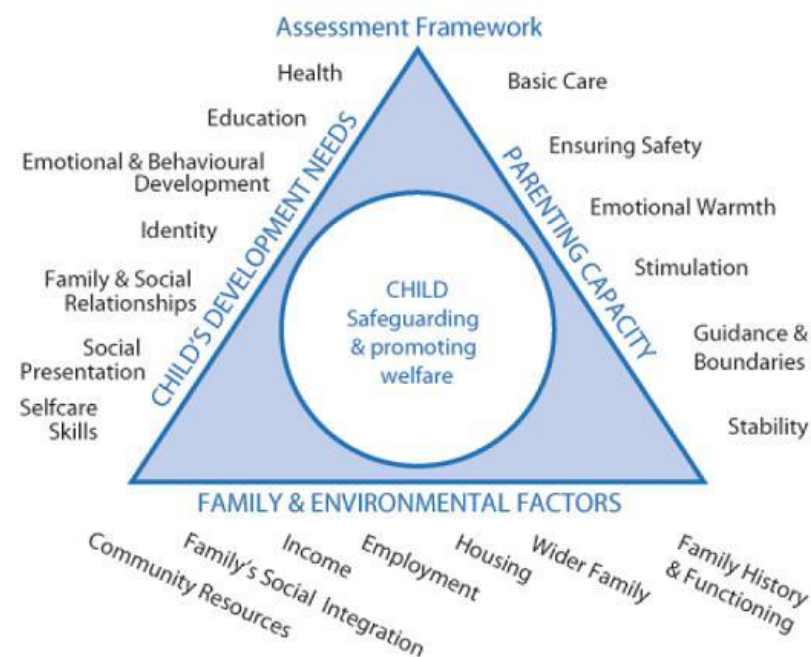 Assessment Framework
Health
Education
Emotional & Behavioural
Development
Identity
Family & Social
Relationships
Social
Presentation
Selfcare
Skills
CHILD'S DEVELOPMENT NEEDS
CHILD
Safeguarding
& promoting
welfare
PARENTING CAPACITY
Basic Care
Ensuring Safety
Emotional Warmth
Stimulation
Guidance &
Boundaries
Stability
FAMILY & ENVIRONMENTAL FACTORS
Community Resources
Family's Social Integration
Income
Employment
Housing
Wider Family
Family History
& Functioning